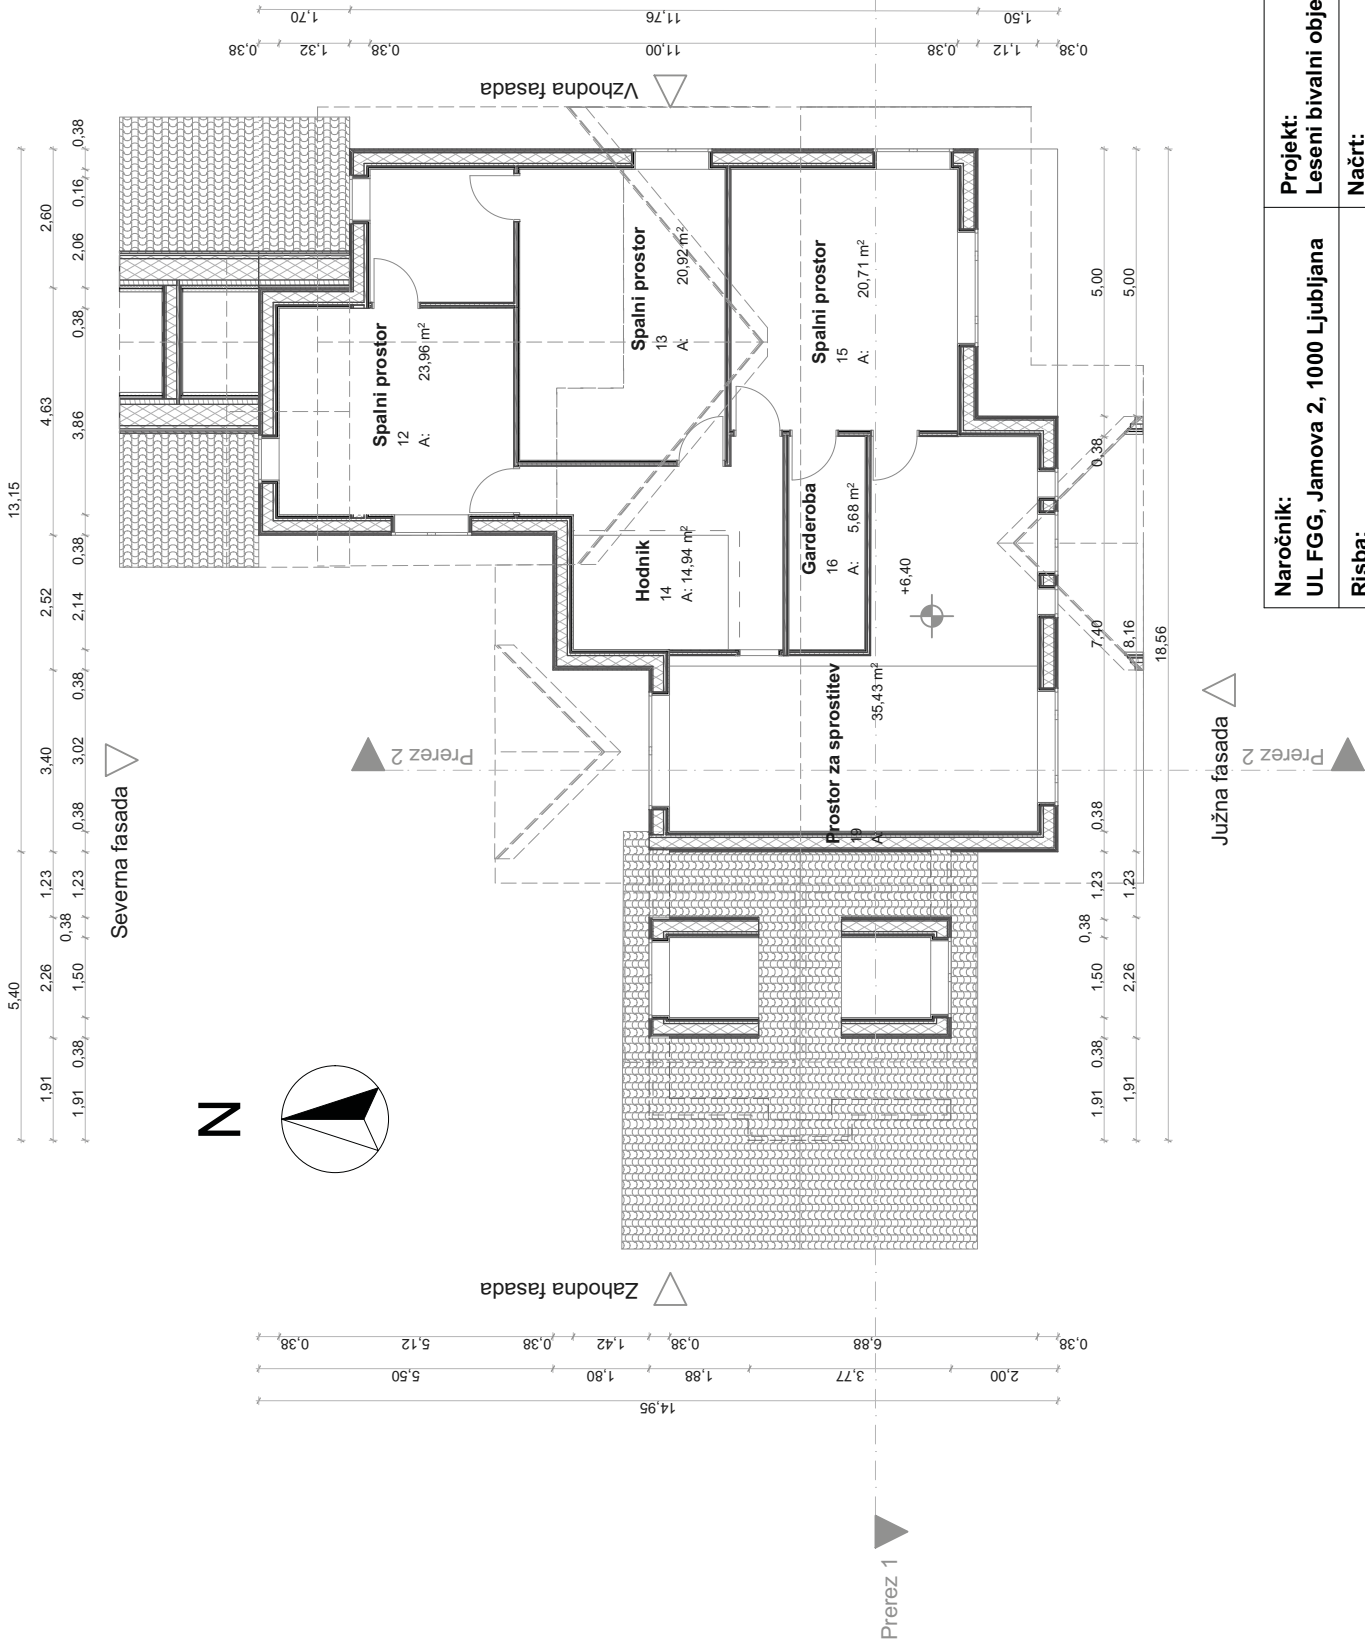 1,70
11,76
1,50
0,38
1,32
0,38
11,00
0,38
1,12
0,38
Vzhodna fasada
13,15
5,40
0,38
2,60
4,63
2,52
3,40
1,23
2,26
1,91
0,16
2,06
0,38
3,86
0,38
2,14
0,38
3,02
0,38
1,23
0,38
1,50
0,38
1,91
Severna fasada
N
Prerez 2
Spalni prostor
12
A:
23,96 m²
Spalni prostor
13
A:
20,92 m²
Spalni prostor
15
A:
20,71 m²
Hodnik
14
A: 14,94 m²
Garderoba
16
A:
5,68 m²
+6,40
Prostor za sprostitev
19
A:
35,43 m²
5,00
0,38
7,40
0,38
1,23
0,38
1,50
0,38
1,91
5,00
8,16
1,23
2,26
1,91
18,56
Južna fasada
Prerez 2
Zahodna fasada
0,38
5,12
0,38
1,42
0,38
6,88
0,38
5,50
1,80
1,88
3,77
2,00
14,95
Prerez 1
Naročnik:
UL FGG, Jamova 2, 1000 Ljubljana
Projekt:
Leseni bivalni obje
Risba:
Načrt: